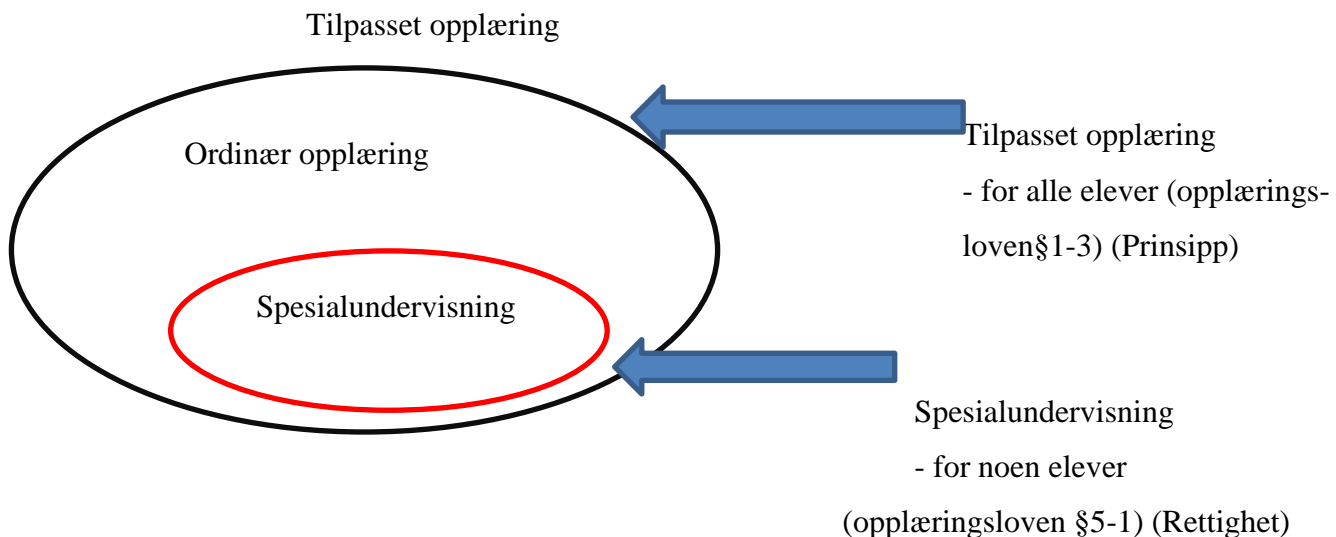 Tilpasset opplæring
Ordinær opplæring
Spesialundervisning
Tilpasset opplæring
- for alle elever (opplærings-
loven§1-3) (Prinsipp)
Spesialundervisning
- for noen elever
(opplæringsloven §5-1) (Rettighet)